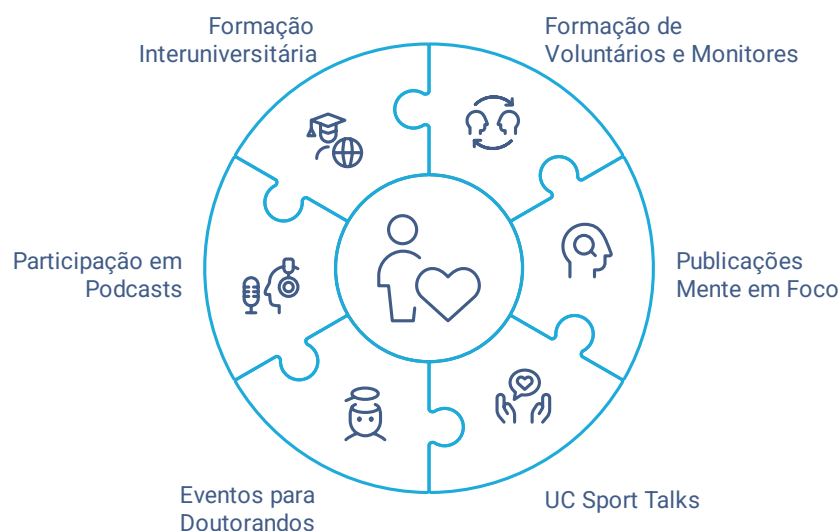 Formação
Interuniversitária
Formação de
Voluntários e Monitores
Participação em
Podcasts
Publicações
Mente em Foco
Eventos para
Doutorandos
UC Sport Talks